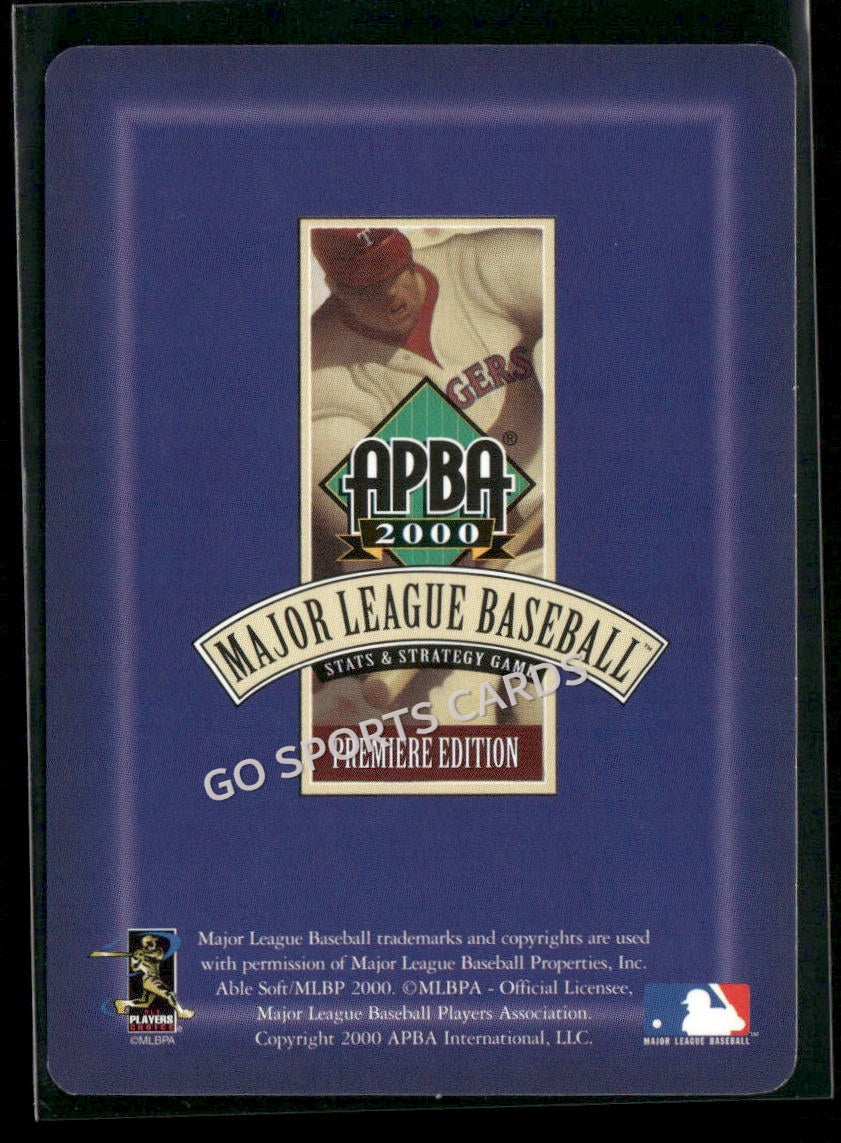 T
GERS
APBA®
2000
MAJOR LEAGUE BASEBALL™
STATS & STRATEGY GAME
GO SPORTS CARDS
PREMIERE EDITION
Major League Baseball trademarks and copyrights are used
with permission of Major League Baseball Properties, Inc.
Able Soft/MLBP 2000. ©MLBPA - Official Licensee,
Major League Baseball Players Association.
Copyright 2000 APBA International, LLC.
PLAYERS
CHOICE
©MLBPA
MAJOR LEAGUE BASEBALL